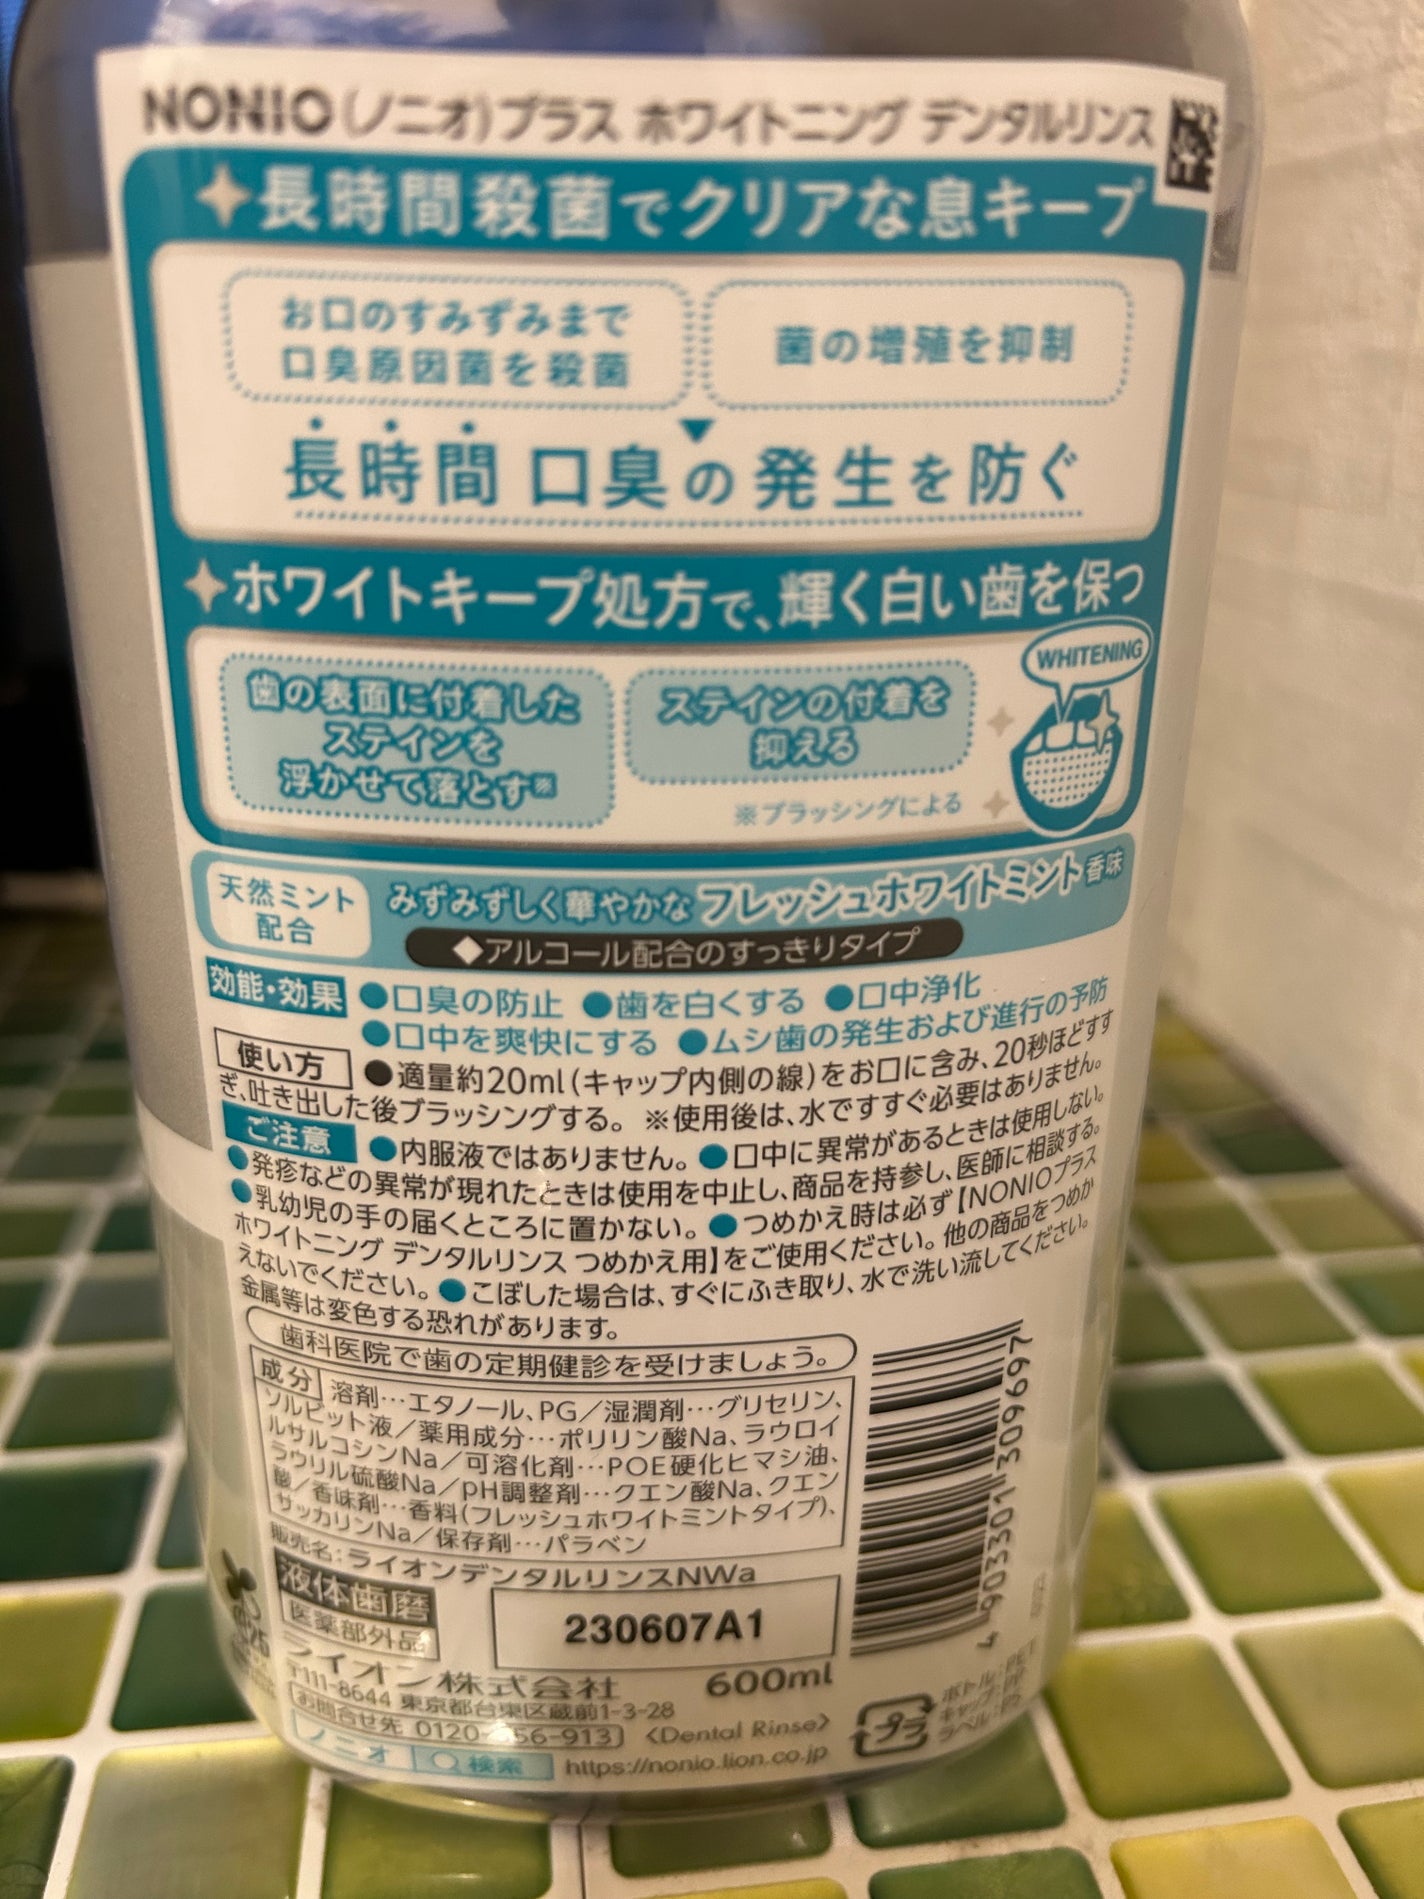 NONIO(ノニオ)プラス ホワイトニング デンタルリンス
長時間殺菌でクリアな息キープ
お口のすみずみまで
口臭原因菌を殺菌
菌の増殖を抑制
長時間 口臭の発生を防ぐ
ホワイトキープ処方で、輝く白い歯を保つ
WHITENING
歯の表面に付着した
ステインを
浮かせて落とす※
ステインの付着を
抑える
※ブラッシングによる
天然ミント
配合
みずみずしく華やかなフレッシュホワイトミント香味
◆アルコール配合のすっきりタイプ
効能・効果 ●口臭の防止 ●歯を白くする ●口中浄化
●口中を爽快にする ●ムシ歯の発生および進行の予防
使い方 ●適量約20ml(キャップ内側の線)をお口に含み、20秒ほどすす
ぎ、吐き出した後ブラッシングする。 ※使用後は、水ですすぐ必要はありません。
ご注意 ●内服液ではありません。 ●口中に異常があるときは使用しない。
●発疹などの異常が現れたときは使用を中止し、商品を持参し、医師に相談する。
●乳幼児の手の届くところに置かない。 ●つめかえ時は必ず【NONIOプラス
ホワイトニング デンタルリンス つめかえ用】をご使用ください。他の商品をつめか
えないでください。 ●こぼした場合は、すぐにふき取り、水で洗い流してください。
金属等は変色する恐れがあります。
歯科医院で歯の定期健診を受けましょう。
成分 溶剤…エタノール、PG/湿潤剤…グリセリン、
ソルビット液/薬用成分…ポリリン酸Na、ラウロイ
ルサルコシンNa/可溶化剤…POE硬化ヒマシ油、
ラウリル硫酸Na/pH調整剤…クエン酸Na、クエン
酸/香味剤…香料(フレッシュホワイトミントタイプ)、
サッカリンNa/保存剤…パラベン
販売名:ライオンデンタルリンスNWa
液体歯磨
医薬部外品
230607A1
ライオン株式会社
600ml
〒111-8644 東京都台東区蔵前1-3-28
お問合せ先 0120-556-913
〈Dental Rinse〉
ノニオ 検索
https://nonio.lion.co.jp
4 903301 309697
プラ
ボトル:PET
キャップ:PP
ラベル:PS